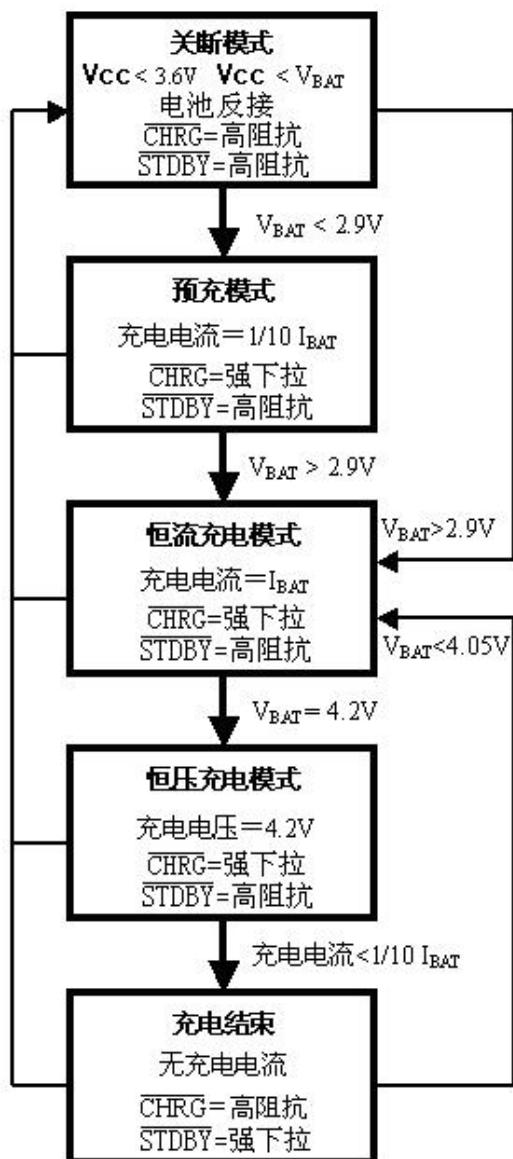 关断模式
Vcc < 3.6V Vcc < VBAT
电池反接
CHRG=高阻抗
STDBY=高阻抗
VBAT < 2.9V
预充模式
充电电流＝1/10 IBAT
CHRG=强下拉
STDBY=高阻抗
VBAT > 2.9V
恒流充电模式
充电电流＝IBAT
CHRG=强下拉
STDBY=高阻抗
VBAT>2.9V
VBAT<4.05V
VBAT= 4.2V
恒压充电模式
充电电压＝4.2V
CHRG=强下拉
STDBY=高阻抗
充电电流<1/10 IBAT
充电结束
无充电电流
CHRG=高阻抗
STDBY=强下拉